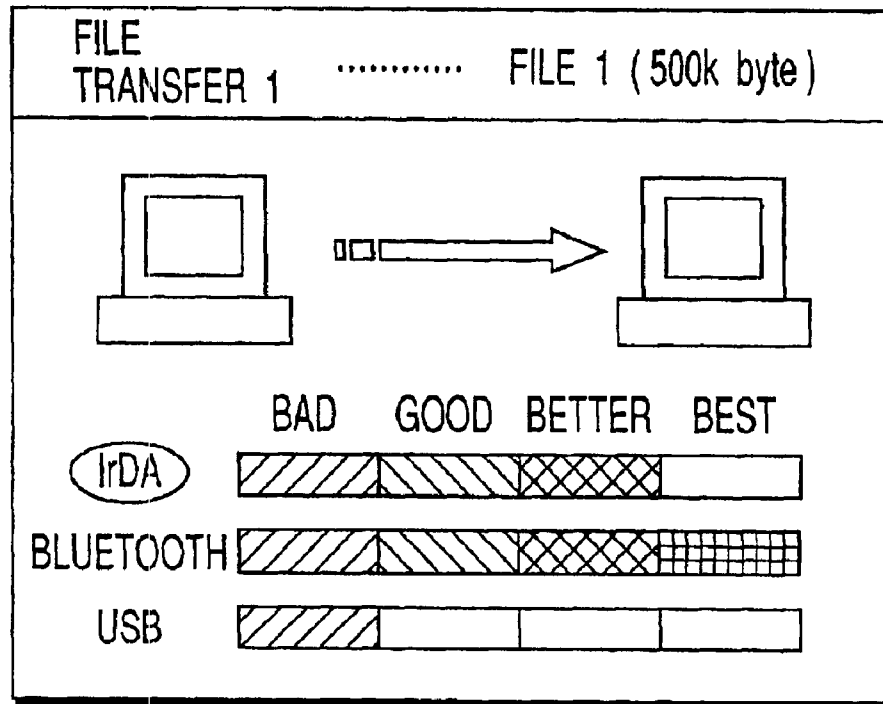 FILE
TRANSFER 1 ........... FILE 1 ( 500k byte )
BAD GOOD BETTER BEST
IrDA
BLUETOOTH
USB